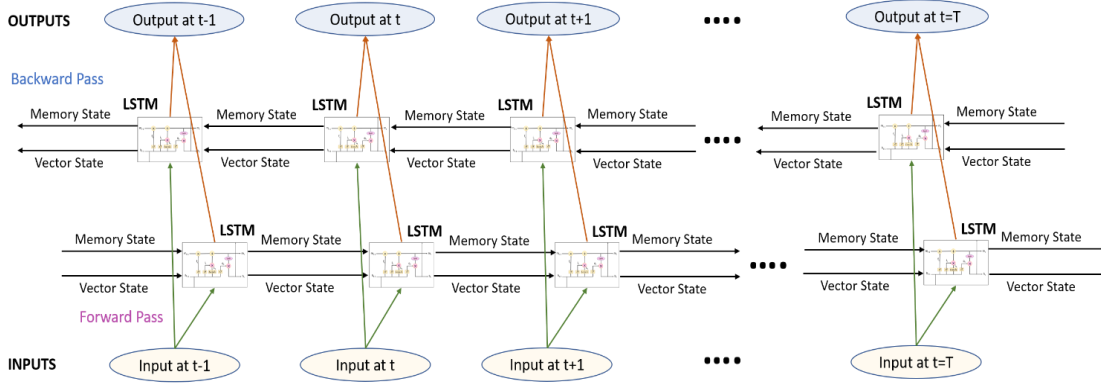 OUTPUTS Output at t-1 Output at t Output at t+1 Output at t=T
Backward Pass
LSTM LSTM LSTM LSTM
Memory State Memory State Memory State Memory State Memory State Memory State
Vector State Vector State Vector State Vector State Vector State Vector State
LSTM LSTM LSTM LSTM
Memory State Memory State Memory State Memory State Memory State Memory State
Vector State Vector State Vector State Vector State Vector State Vector State
Forward Pass
INPUTS Input at t-1 Input at t Input at t+1 Input at t=T